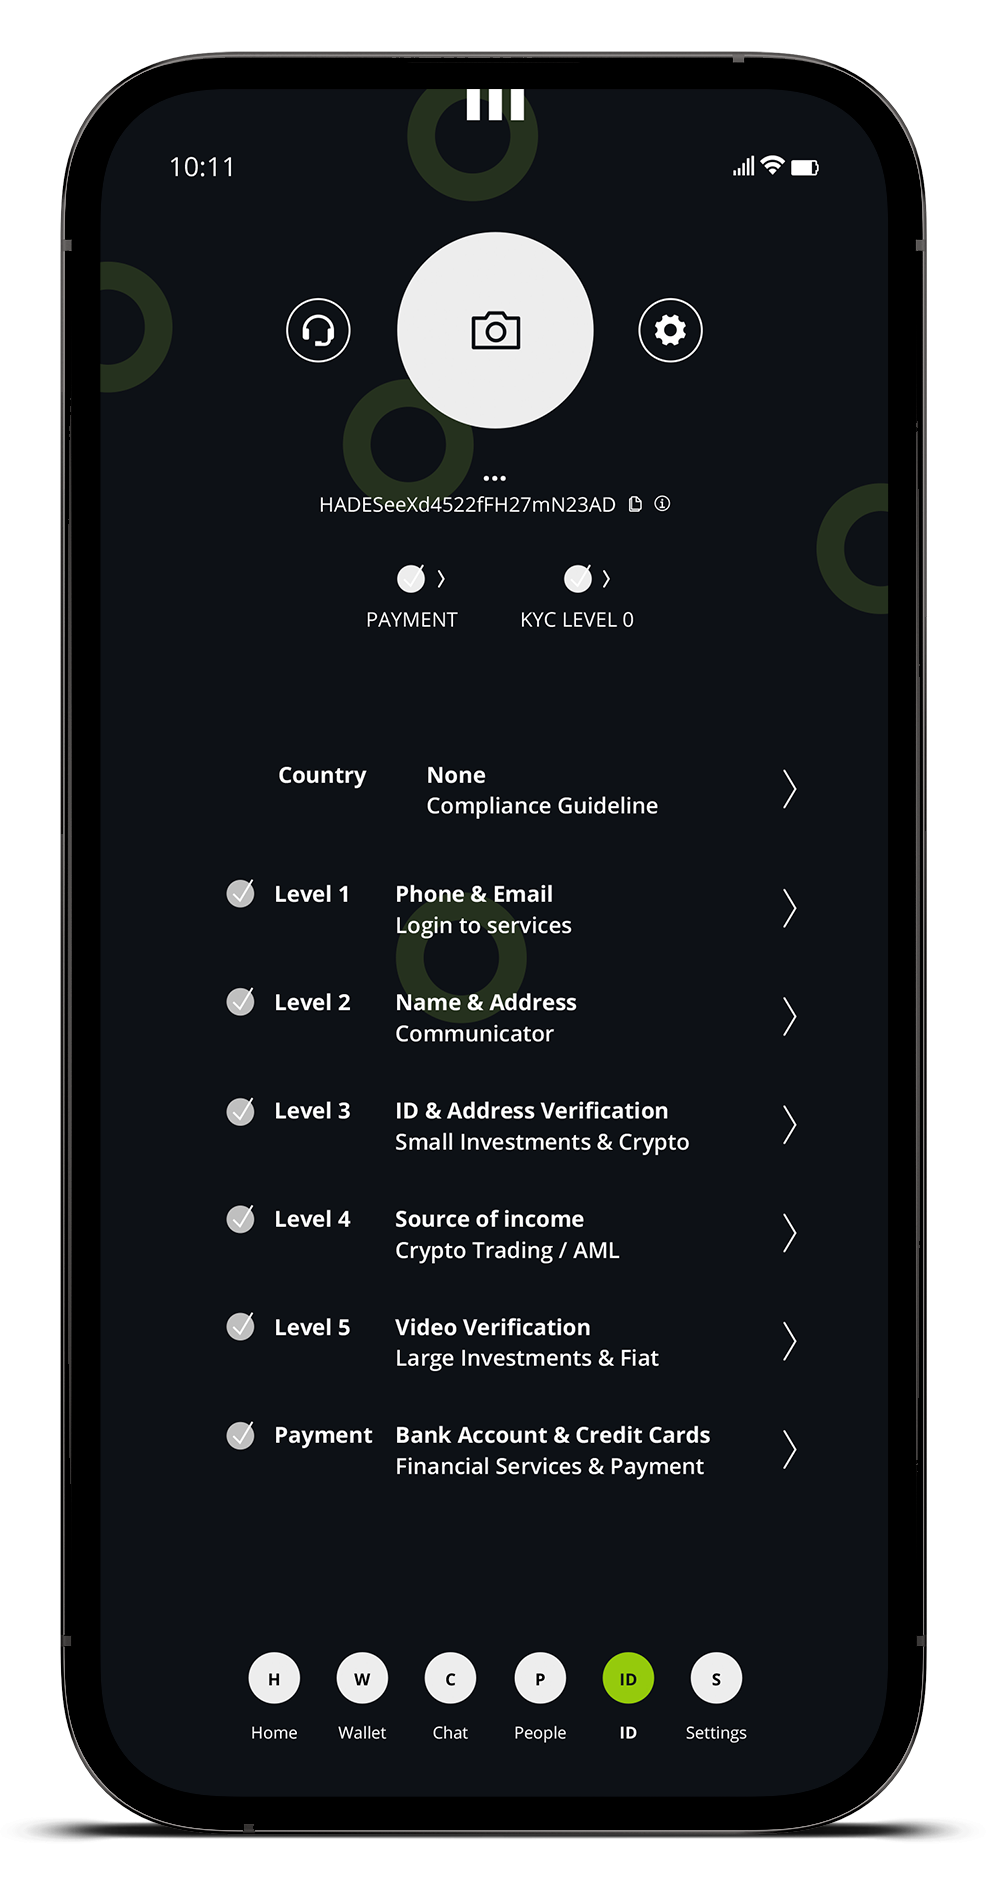 10:11
HADESeeXd4522fFH27mN23AD
PAYMENT
KYC LEVEL 0
Country
None
Compliance Guideline
Level 1
Phone & Email
Login to services
Level 2
Name & Address
Communicator
Level 3
ID & Address Verification
Small Investments & Crypto
Level 4
Source of income
Crypto Trading / AML
Level 5
Video Verification
Large Investments & Fiat
Payment
Bank Account & Credit Cards
Financial Services & Payment
H W C P ID S
Home Wallet Chat People ID Settings